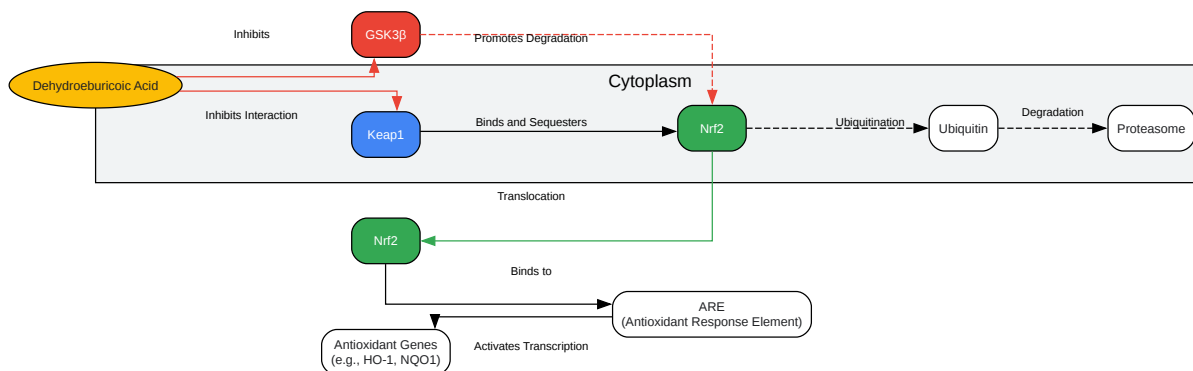 Inhibits
GSK3β
Promotes Degradation
Cytoplasm
Dehydroeburicoic Acid
Inhibits Interaction
Keap1
Binds and Sequesters
Nrf2
Ubiquitination
Ubiquitin
Degradation
Proteasome
Translocation
Nrf2
Binds to
ARE
(Antioxidant Response Element)
Antioxidant Genes
(e.g., HO-1, NQO1)
Activates Transcription